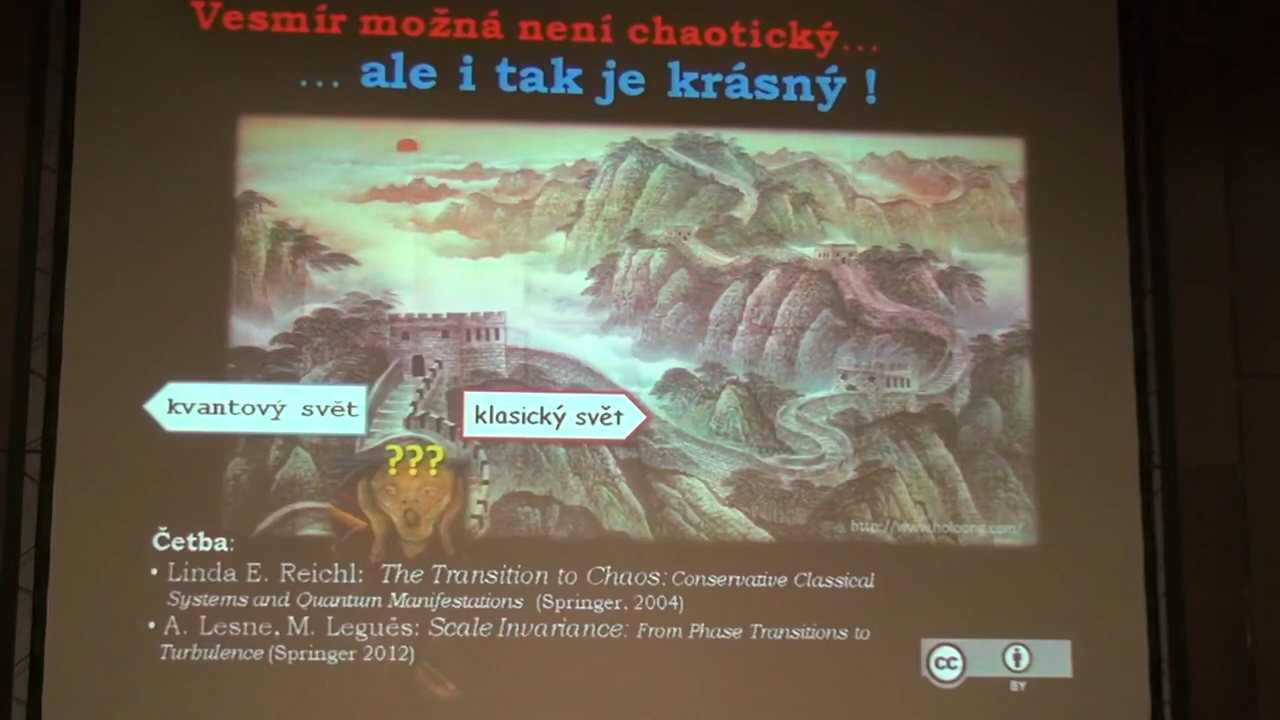 Vesmír možná není chaotický...
... ale i tak je krásný !
kvantový svět
klasický svět
???
http://www.holoong.com/
Četba:
• Linda E. Reichl: The Transition to Chaos: Conservative Classical
Systems and Quantum Manifestations (Springer, 2004)
• A. Lesne, M. Leguës: Scale Invariance: From Phase Transitions to
Turbulence (Springer 2012)
cc
BY